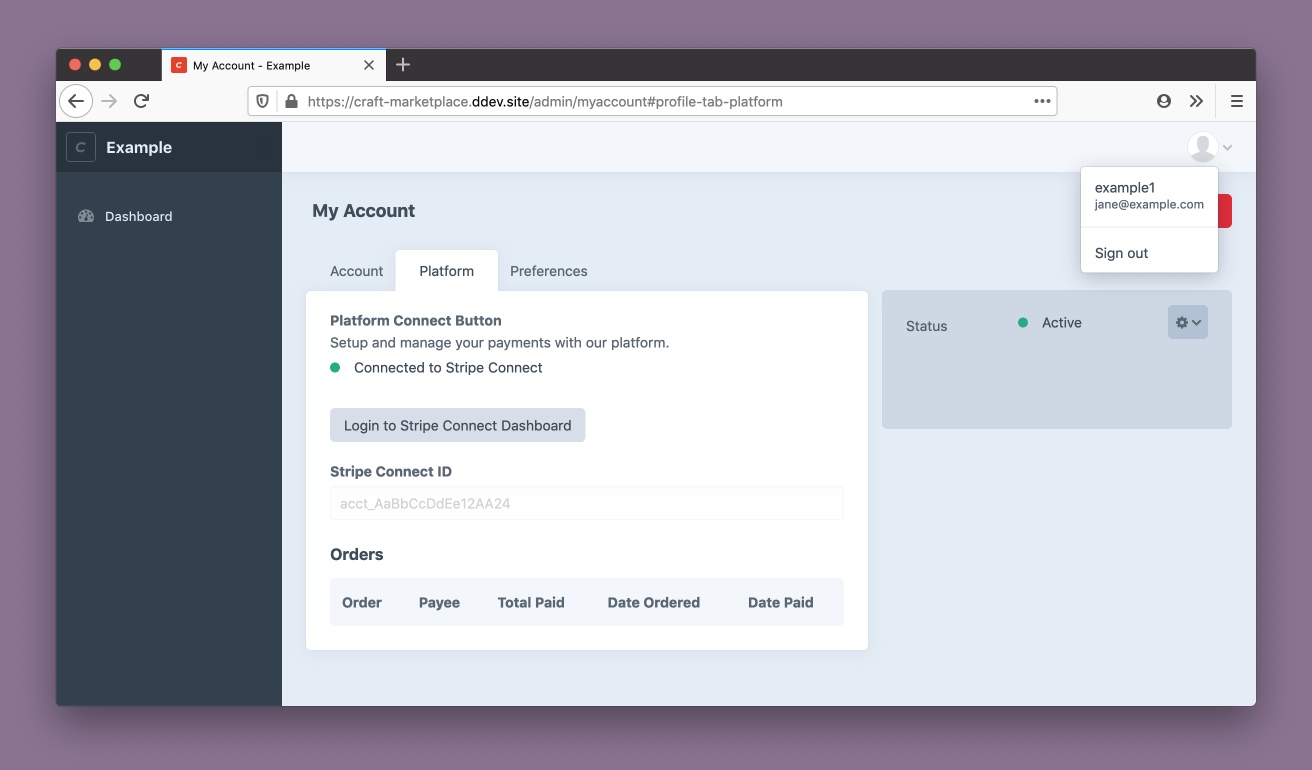 My Account - Example
https://craft-marketplace.ddev.site/admin/myaccount#profile-tab-platform
C Example
Dashboard
example1
jane@example.com
Sign out
My Account
Account Platform Preferences
Platform Connect Button
Setup and manage your payments with our platform.
Connected to Stripe Connect
Login to Stripe Connect Dashboard
Stripe Connect ID
acct_AaBbCcDdEe12AA24
Orders
Order Payee Total Paid Date Ordered Date Paid
Status Active